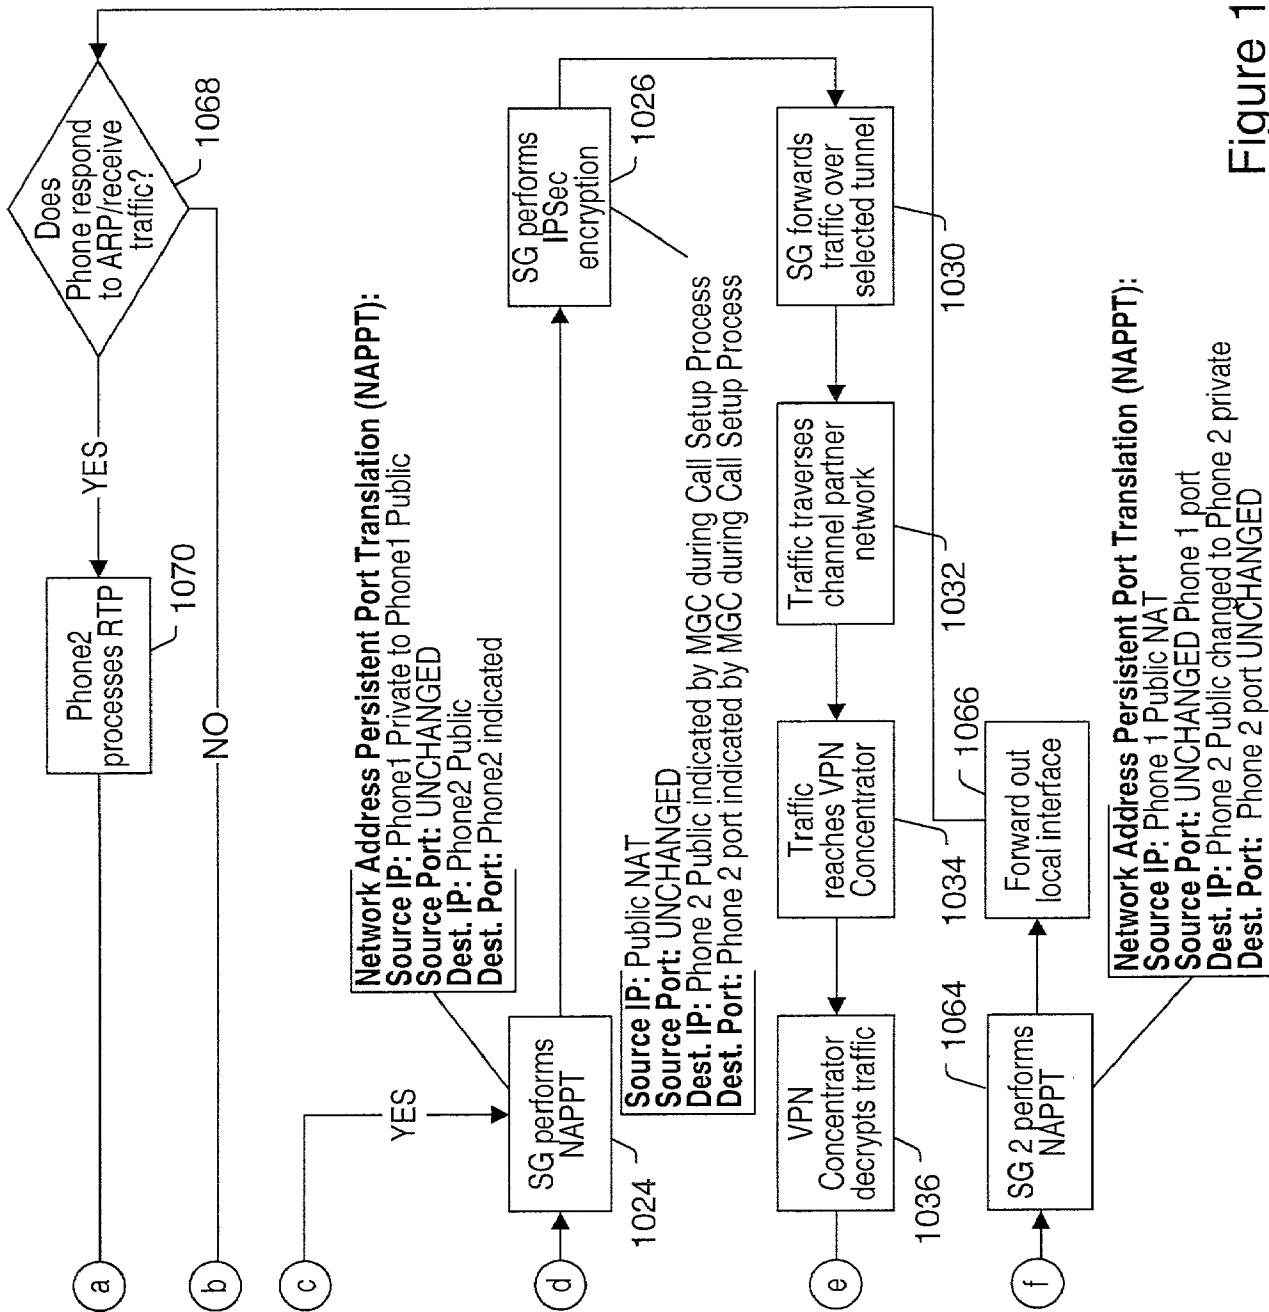 a
b
c
d
e
f
Phone2
processes RTP
1070
YES
Does
Phone respond
to ARP/receive
traffic?
1068
NO
YES
Network Address Persistent Port Translation (NAPPT):
Source IP: Phone1 Private to Phone1 Public
Source Port: UNCHANGED
Dest. IP: Phone2 Public
Dest. Port: Phone2 indicated
SG performs
NAPPT
1024
SG performs
IPSec
encryption
1026
Source IP: Public NAT
Source Port: UNCHANGED
Dest. IP: Phone 2 Public indicated by MGC during Call Setup Process
Dest. Port: Phone 2 port indicated by MGC during Call Setup Process
VPN
Concentrator
decrypts traffic
1036
Traffic
reaches VPN
Concentrator
1034
Traffic traverses
channel partner
network
1032
SG forwards
traffic over
selected tunnel
1030
SG 2 performs
NAPPT
1064
Forward out
local interface
1066
Network Address Persistent Port Translation (NAPPT):
Source IP: Phone 1 Public NAT
Source Port: UNCHANGED Phone 1 port
Dest. IP: Phone 2 Public changed to Phone 2 private
Dest. Port: Phone 2 port UNCHANGED
Figure 1